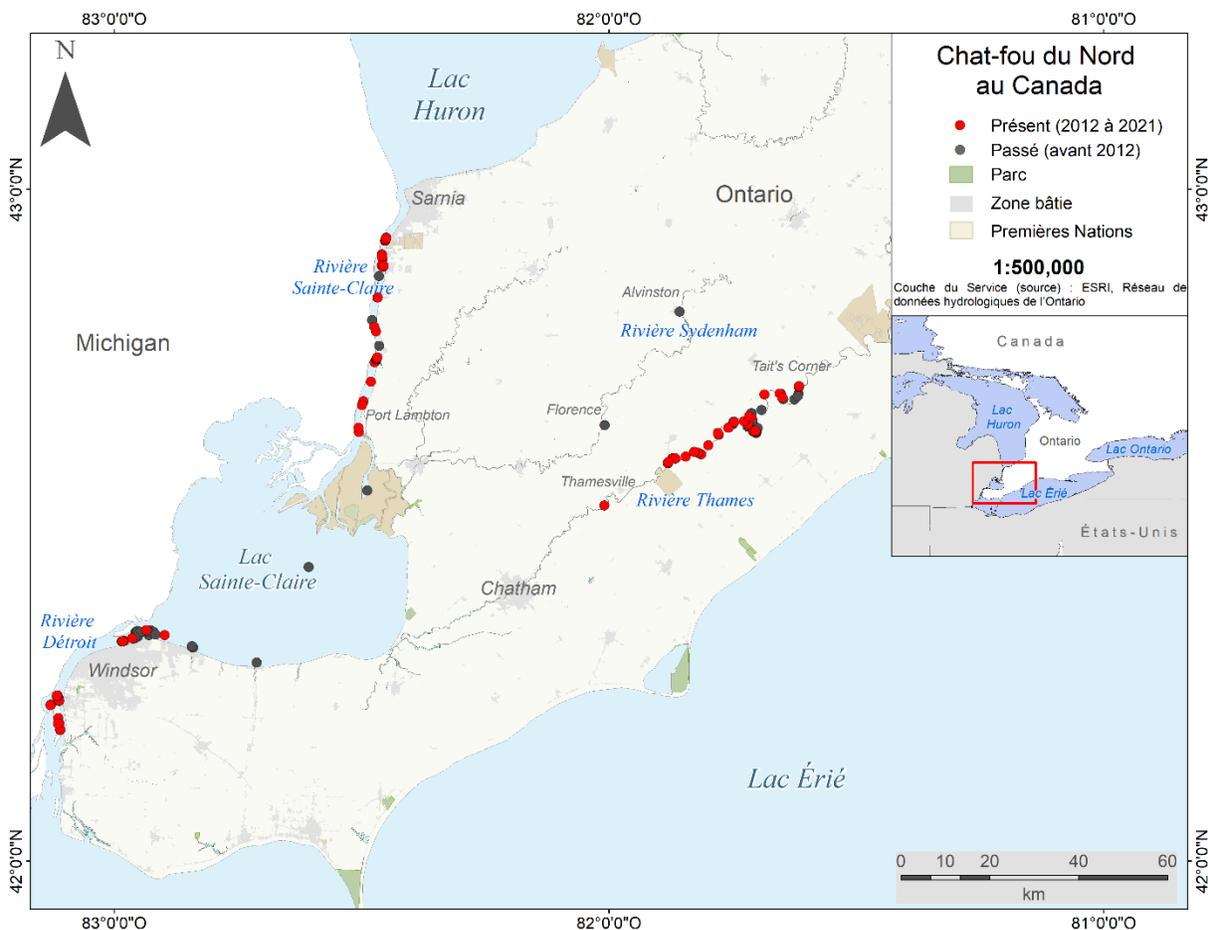 83°0'0"O
82°0'0"O
81°0'0"O
N
Lac
Huron
Chat-fou du Nord
au Canada
Présent (2012 à 2021)
Passé (avant 2012)
Parc
Zone bâtie
Premières Nations
1:500,000
Couche du Service (source) : ESRI, Réseau de
données hydrologiques de l'Ontario
43°0'0"N
43°0'0"N
Sarnia
Ontario
Rivière
Sainte-Claire
Alvinston
Rivière Sydenham
Michigan
Tait's Corner
Port Lambton
Florence
Thamesville
Rivière Thames
Lac
Sainte-Claire
Chatham
Rivière
Détroit
Windsor
Lac Érié
Canada
Lac
Huron
Ontario
Lac Ontario
Lac Érié
États-Unis
42°0'0"N
42°0'0"N
0 10 20 40 60
km
83°0'0"O
82°0'0"O
81°0'0"O